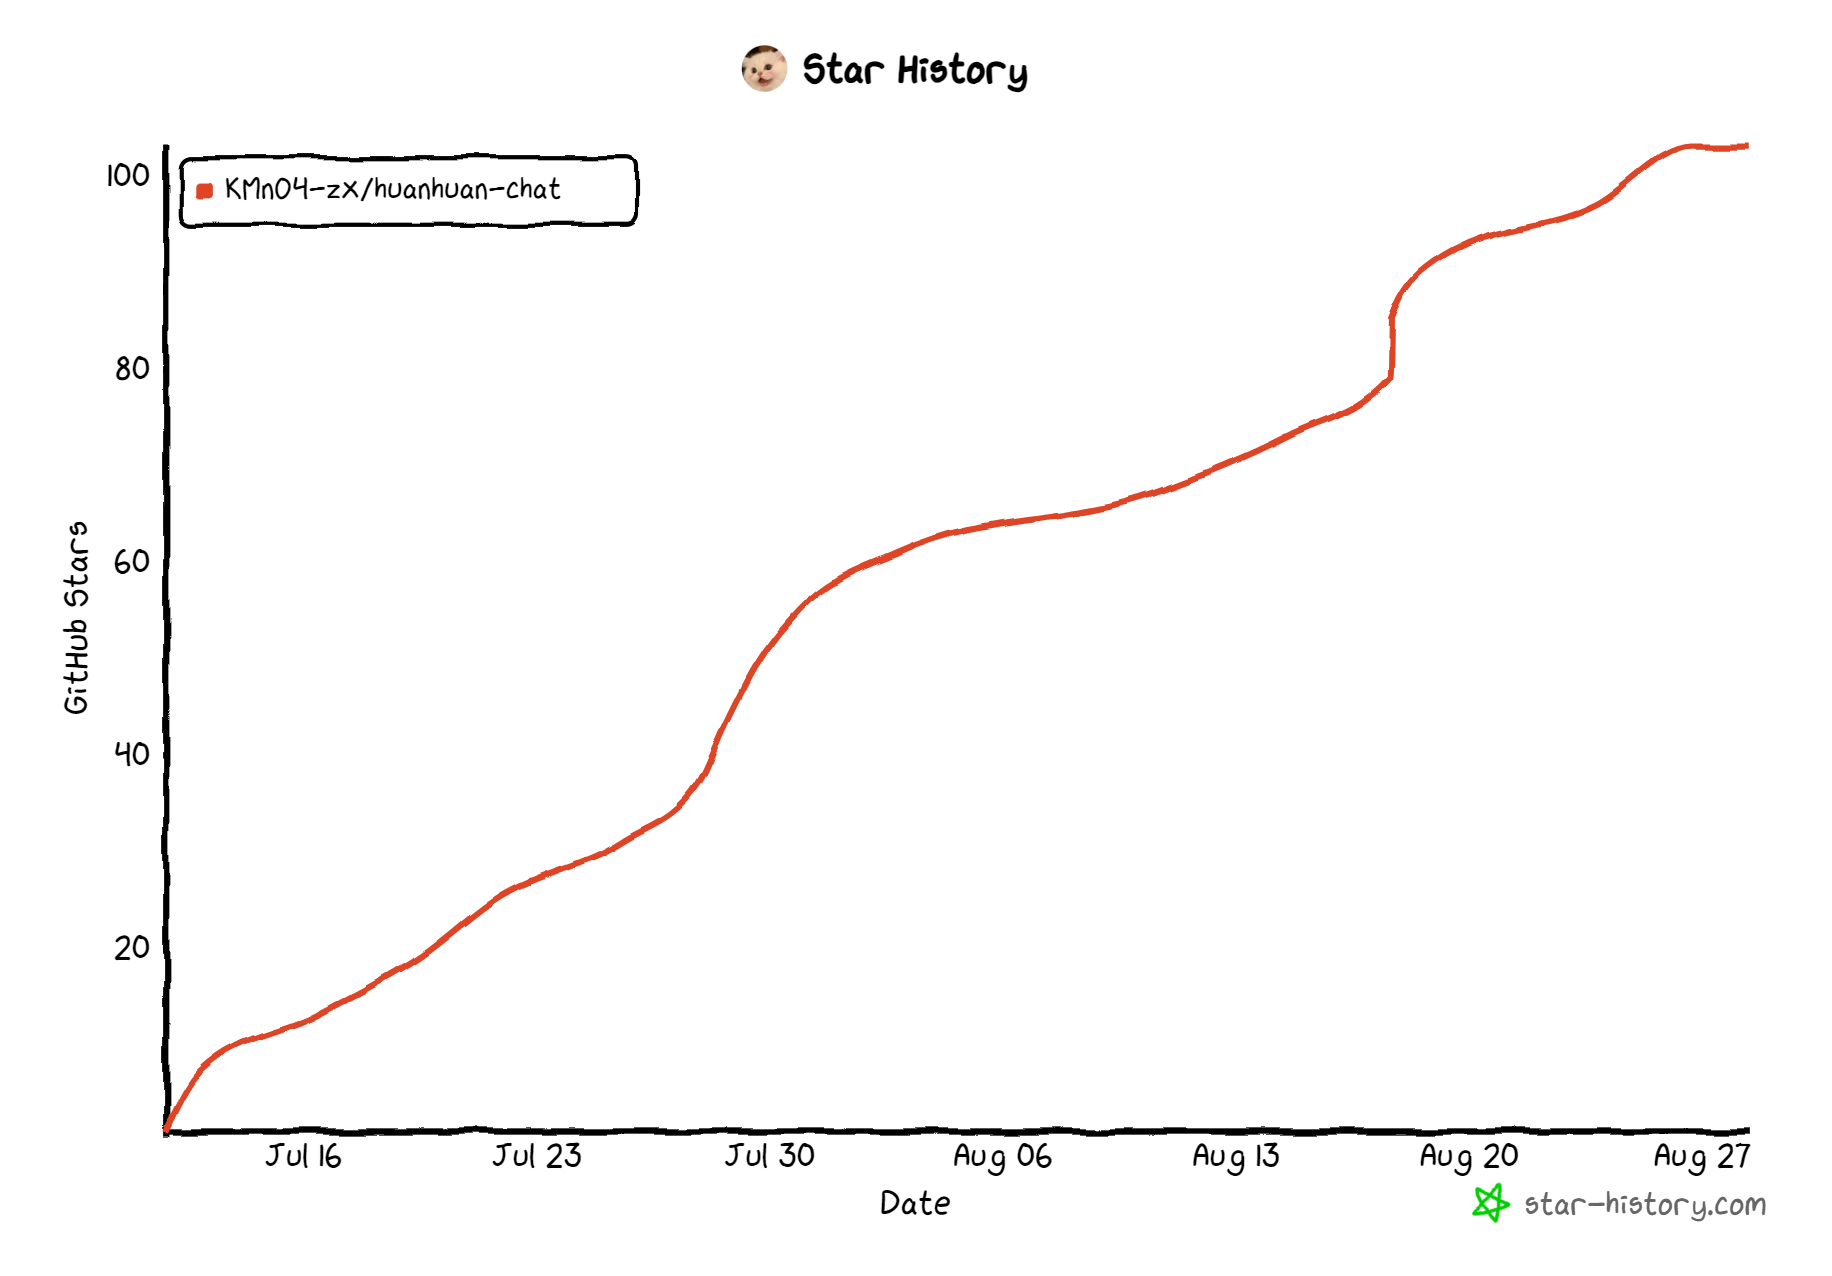 Star History
KMnO4-zX/huanhuan-chat
100
80
60
40
20
GitHub Stars
Jul 16 Jul 23 Jul 30 Aug 06 Aug 13 Aug 20 Aug 27
Date
star-history.com